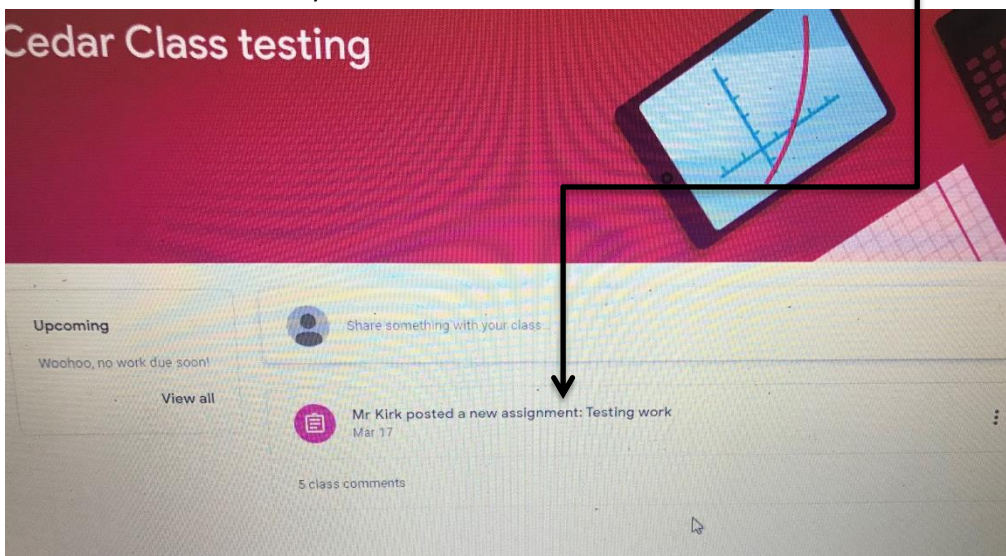 Cedar Class testing
Upcoming
Woohoo, no work due soon!
View all
Share something with your class...
Mr Kirk posted a new assignment: Testing work
Mar 17
5 class comments